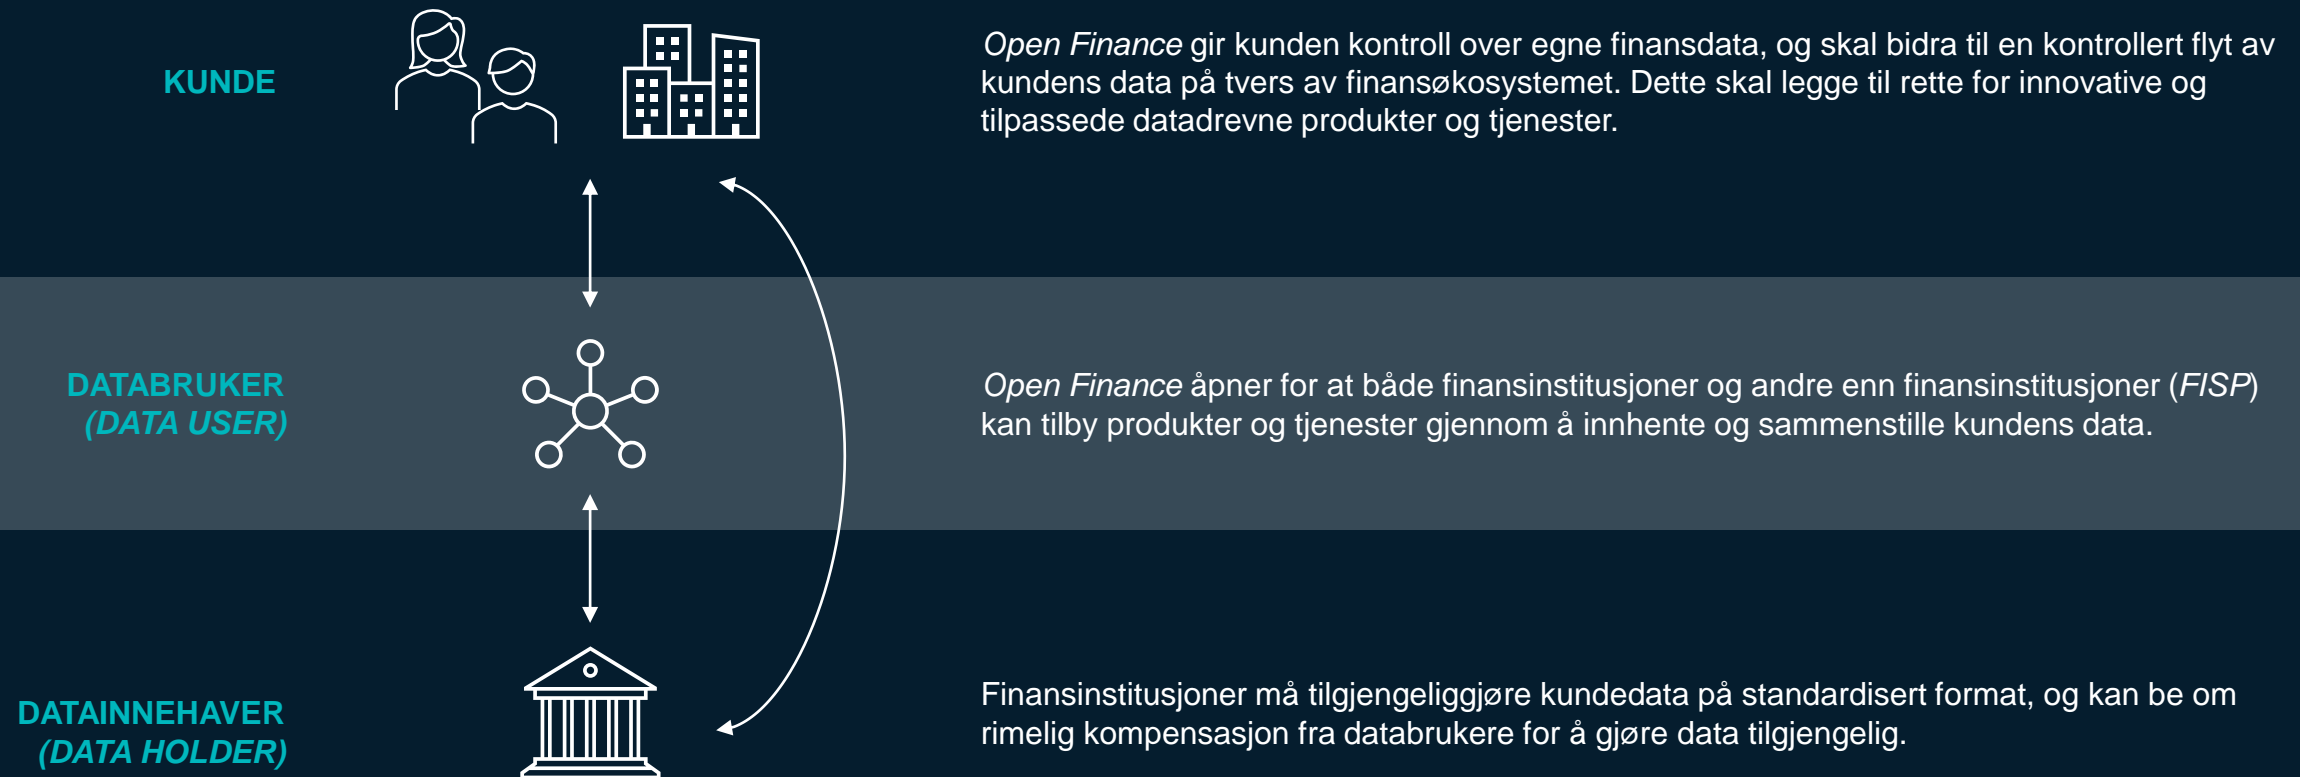 KUNDE
Open Finance gir kunden kontroll over egne finansdata, og skal bidra til en kontrollert flyt av
kundens data på tvers av finansøkosystemet. Dette skal legge til rette for innovative og
tilpassede datadrevne produkter og tjenester.
DATABRUKER
(DATA USER)
Open Finance åpner for at både finansinstitusjoner og andre enn finansinstitusjoner (FISP)
kan tilby produkter og tjenester gjennom å innhente og sammenstille kundens data.
DATAINNEHAVER
(DATA HOLDER)
Finansinstitusjoner må tilgjengeliggjøre kundedata på standardisert format, og kan be om
rimelig kompensasjon fra databrukere for å gjøre data tilgjengelig.